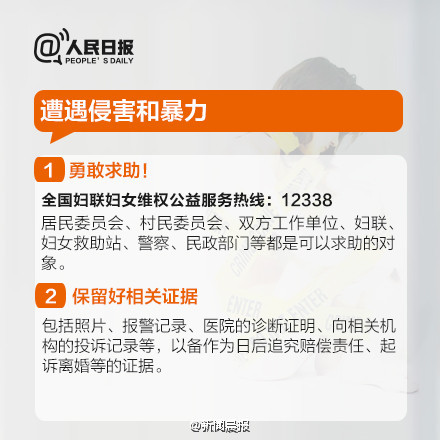 @人民日报
PEOPLE'S DAILY
遭遇侵害和暴力
1 勇敢求助！
全国妇联妇女维权公益服务热线：12338
居民委员会、村民委员会、双方工作单位、妇联、
妇女救助站、警察、民政部门等都是可以求助的对
象。
2 保留好相关证据
包括照片、报警记录、医院的诊断证明、向相关机
构的投诉记录等，以备作为日后追究赔偿责任、起
诉离婚等的证据。
@新闻晨报